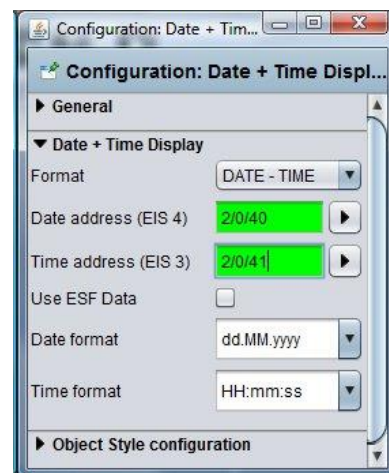 Configuration: Date + Tim...
Configuration: Date + Time Displ...
General
Date + Time Display
Format DATE - TIME
Date address (EIS 4) 2/0/40
Time address (EIS 3) 2/0/41
Use ESF Data
Date format dd.MM.yyyy
Time format HH:mm:ss
Object Style configuration